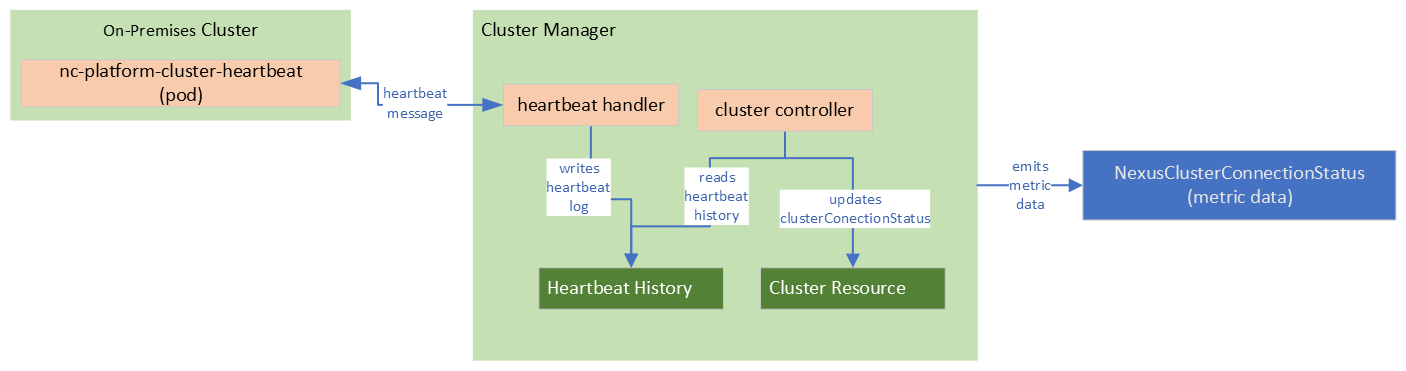 On-Premises Cluster
nc-platform-cluster-heartbeat
(pod)
heartbeat
message
Cluster Manager
heartbeat handler
cluster controller
writes
heartbeat
log
reads
heartbeat
history
updates
clusterConectionStatus
Heartbeat History
Cluster Resource
emits
metric
data
NexusClusterConnectionStatus
(metric data)